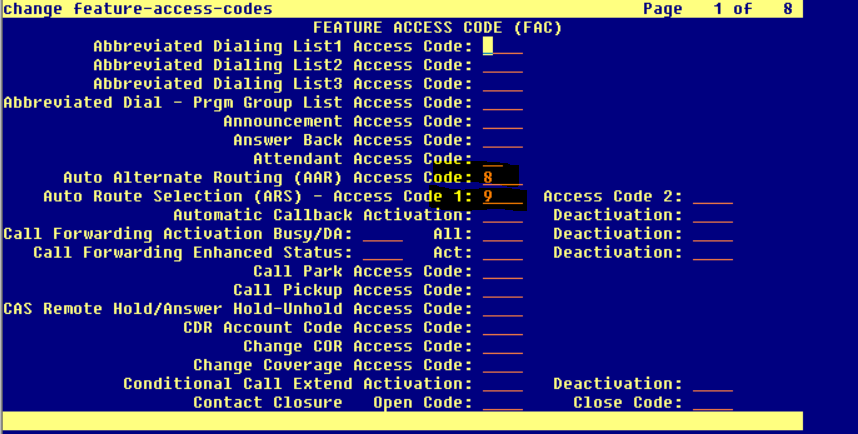 change feature-access-codes Page 1 of 8
FEATURE ACCESS CODE (FAC)
Abbreviated Dialing List1 Access Code:
Abbreviated Dialing List2 Access Code:
Abbreviated Dialing List3 Access Code:
Abbreviated Dial - Prgm Group List Access Code:
Announcement Access Code:
Answer Back Access Code:
Attendant Access Code:
Auto Alternate Routing (AAR) Access Code: 8
Auto Route Selection (ARS) - Access Code 1: 9 Access Code 2:
Automatic Callback Activation: Deactivation:
Call Forwarding Activation Busy/DA: All: Deactivation:
Call Forwarding Enhanced Status: Act: Deactivation:
Call Park Access Code:
Call Pickup Access Code:
CAS Remote Hold/Answer Hold-Unhold Access Code:
CDR Account Code Access Code:
Change COR Access Code:
Change Coverage Access Code:
Conditional Call Extend Activation: Deactivation:
Contact Closure Open Code: Close Code: